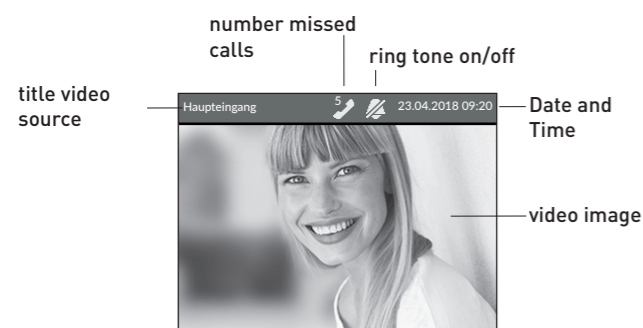 number missed
calls
ring tone on/off
title video
source
Haupteingang
5
23.04.2018 09:20
Date and
Time
video image